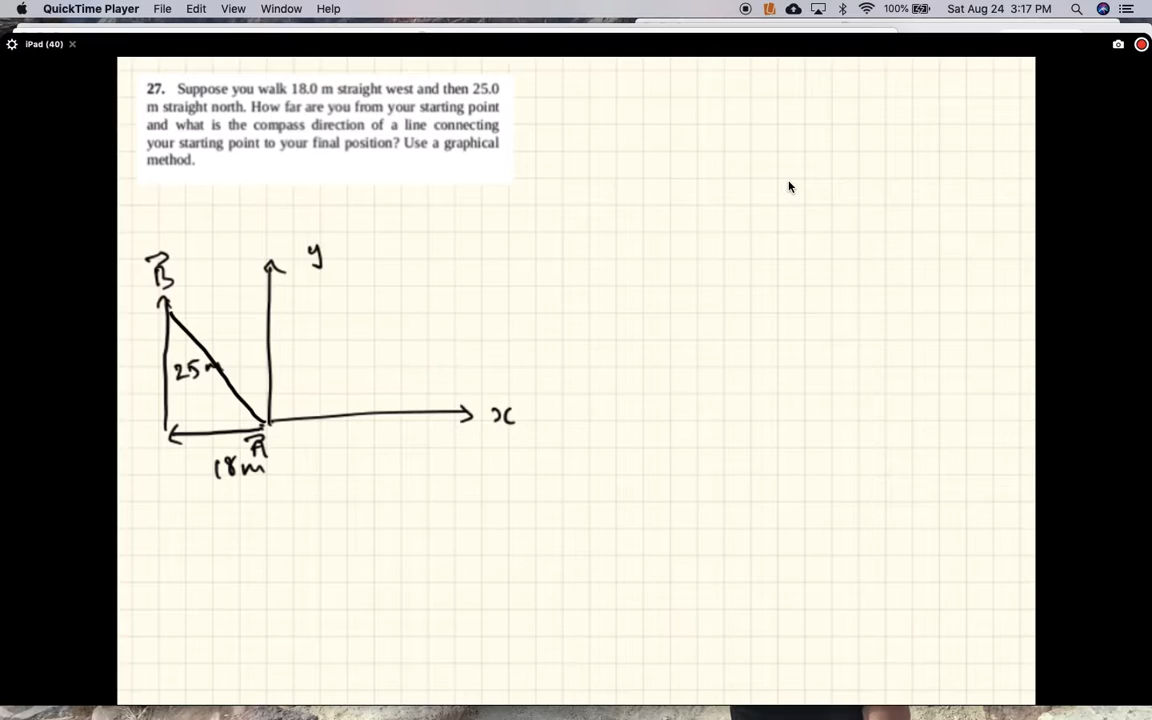 QuickTime Player File Edit View Window Help 100% Sat Aug 24 3:17 PM
iPad (40)
27. Suppose you walk 18.0 m straight west and then 25.0
m straight north. How far are you from your starting point
and what is the compass direction of a line connecting
your starting point to your final position? Use a graphical
method.
y
B
25m
x
A
18m